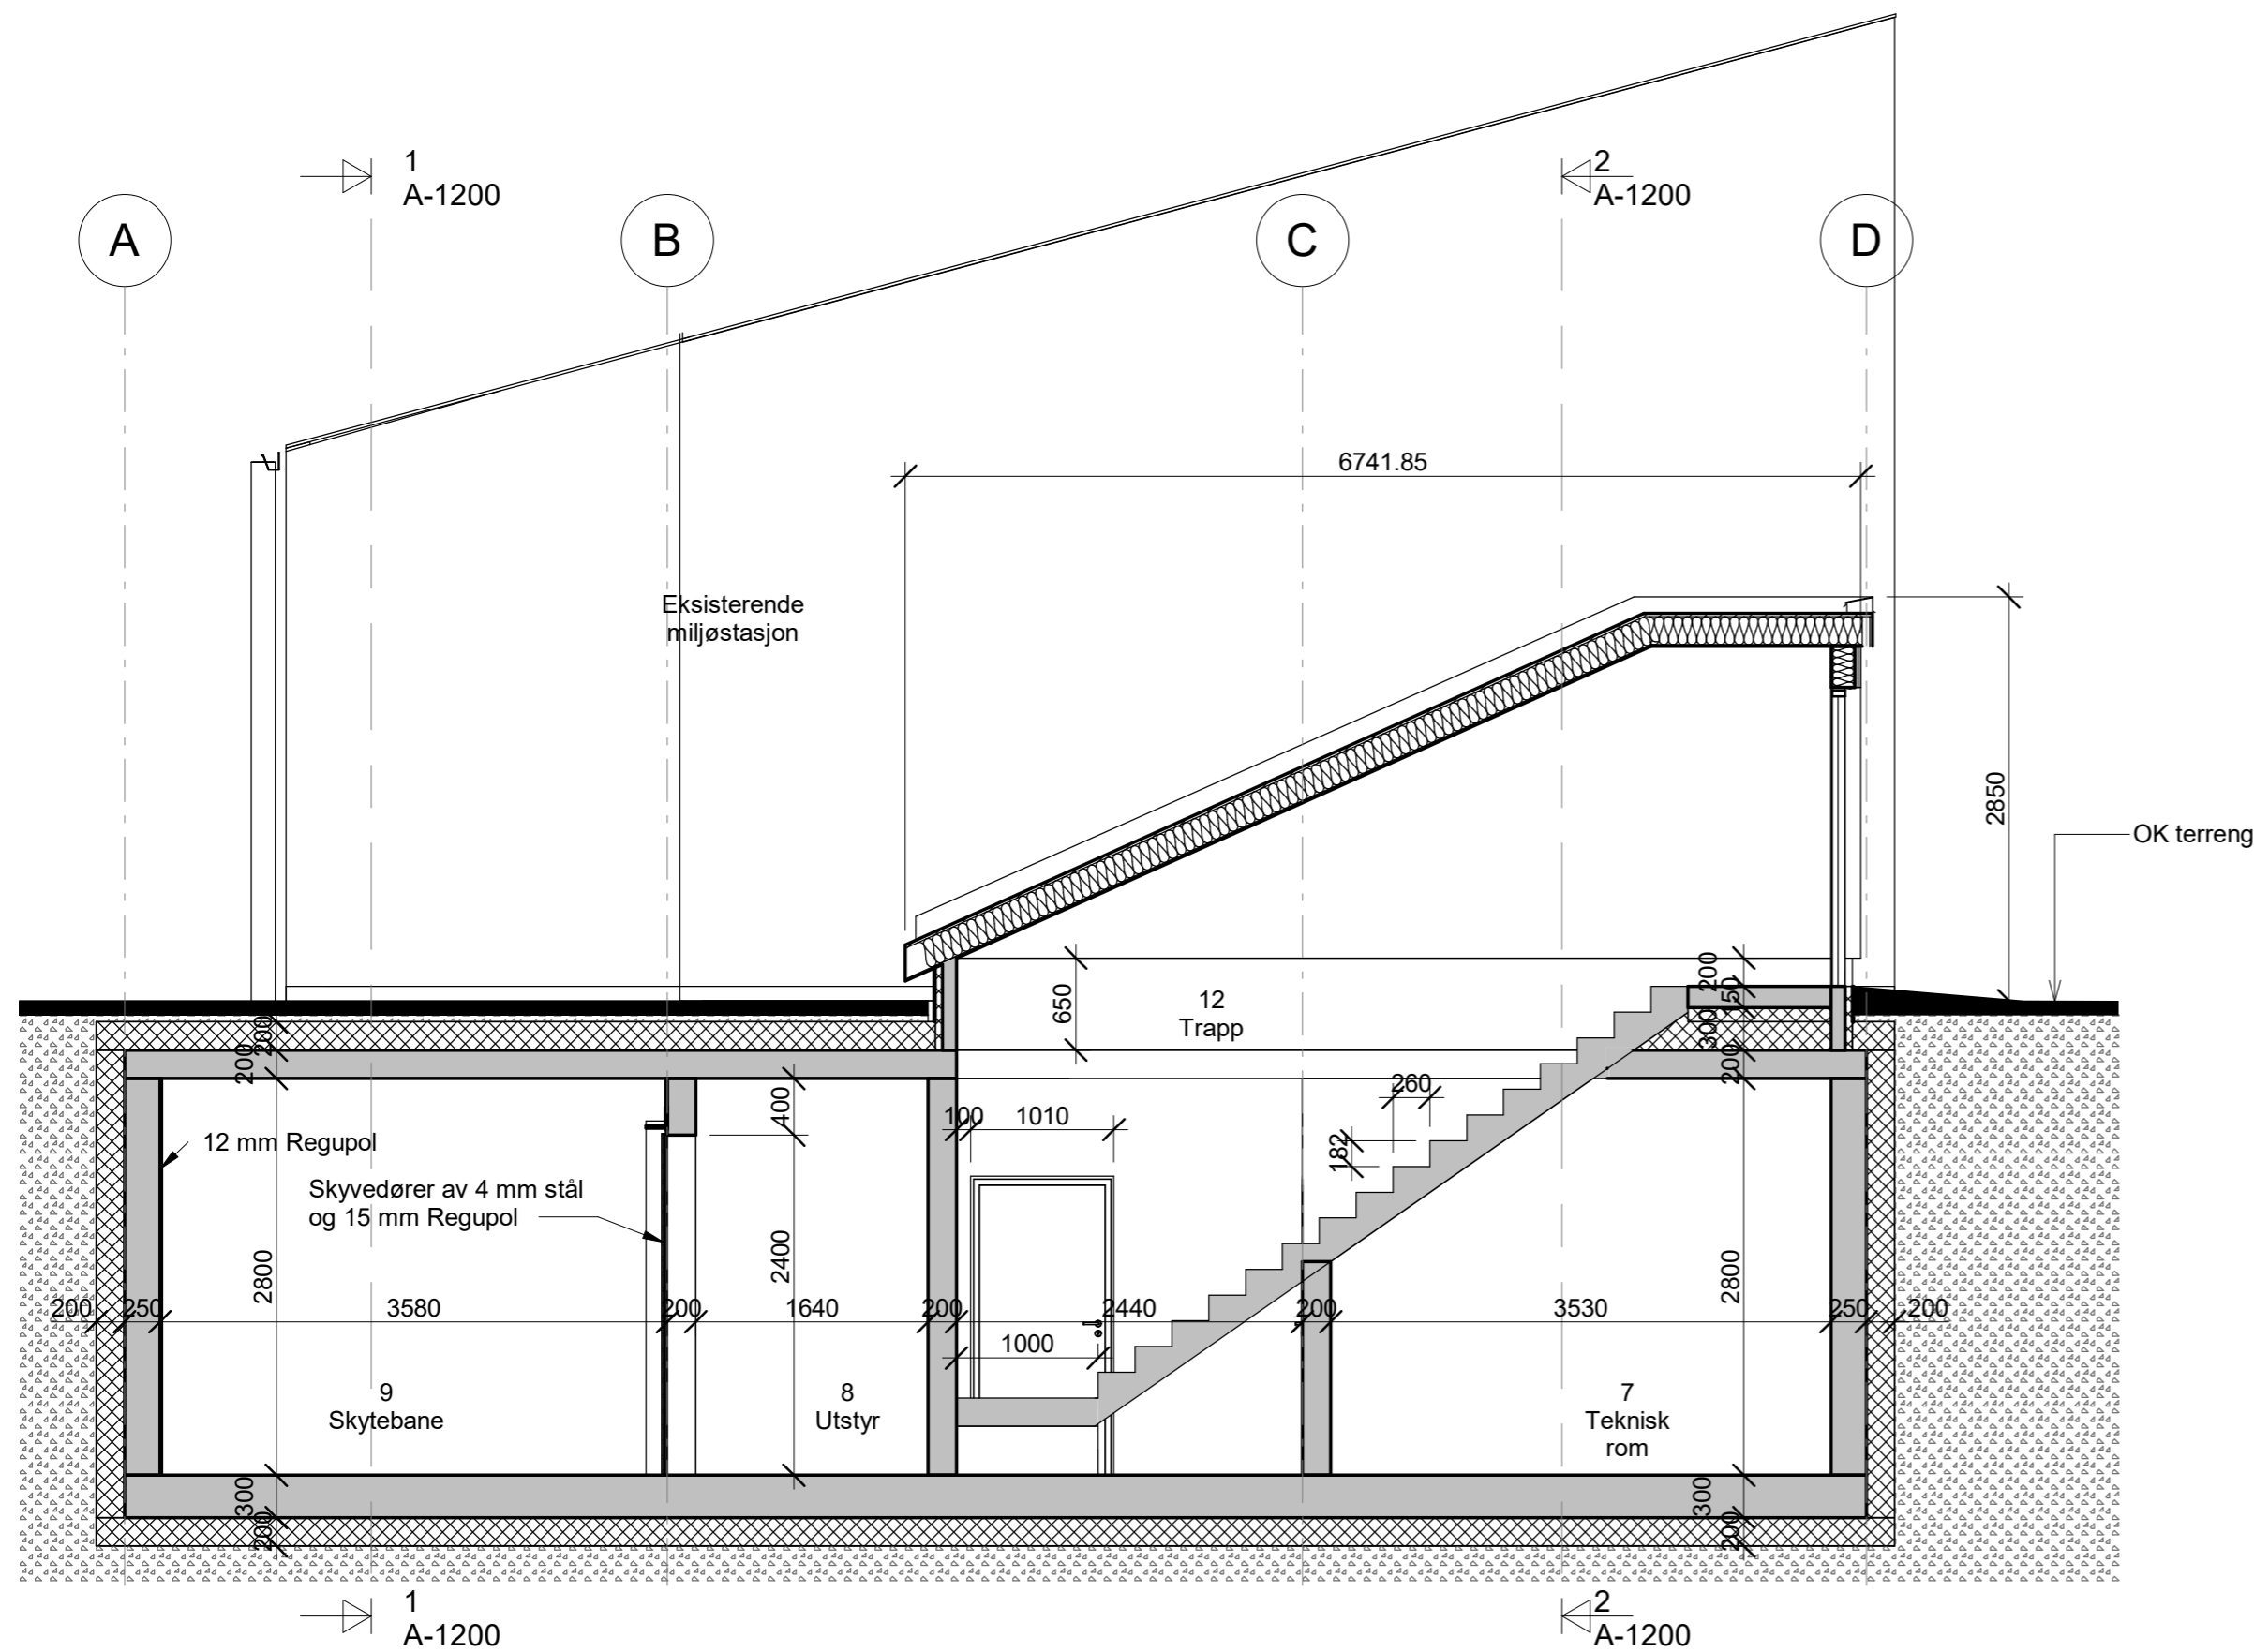 1
A-1200
2
A-1200
A
B
C
D
6741.85
Eksisterende
miljøstasjon
2850
OK terreng
650
12
Trapp
200
150
300
200
200
200
400
100
1010
260
182
12 mm Regupol
Skyvedører av 4 mm stål
og 15 mm Regupol
2800
2400
2800
200
250
3580
200
1640
200
2440
200
3530
250
200
1000
9
Skytebane
8
Utstyr
7
Teknisk
rom
300
200
300
200
1
A-1200
2
A-1200